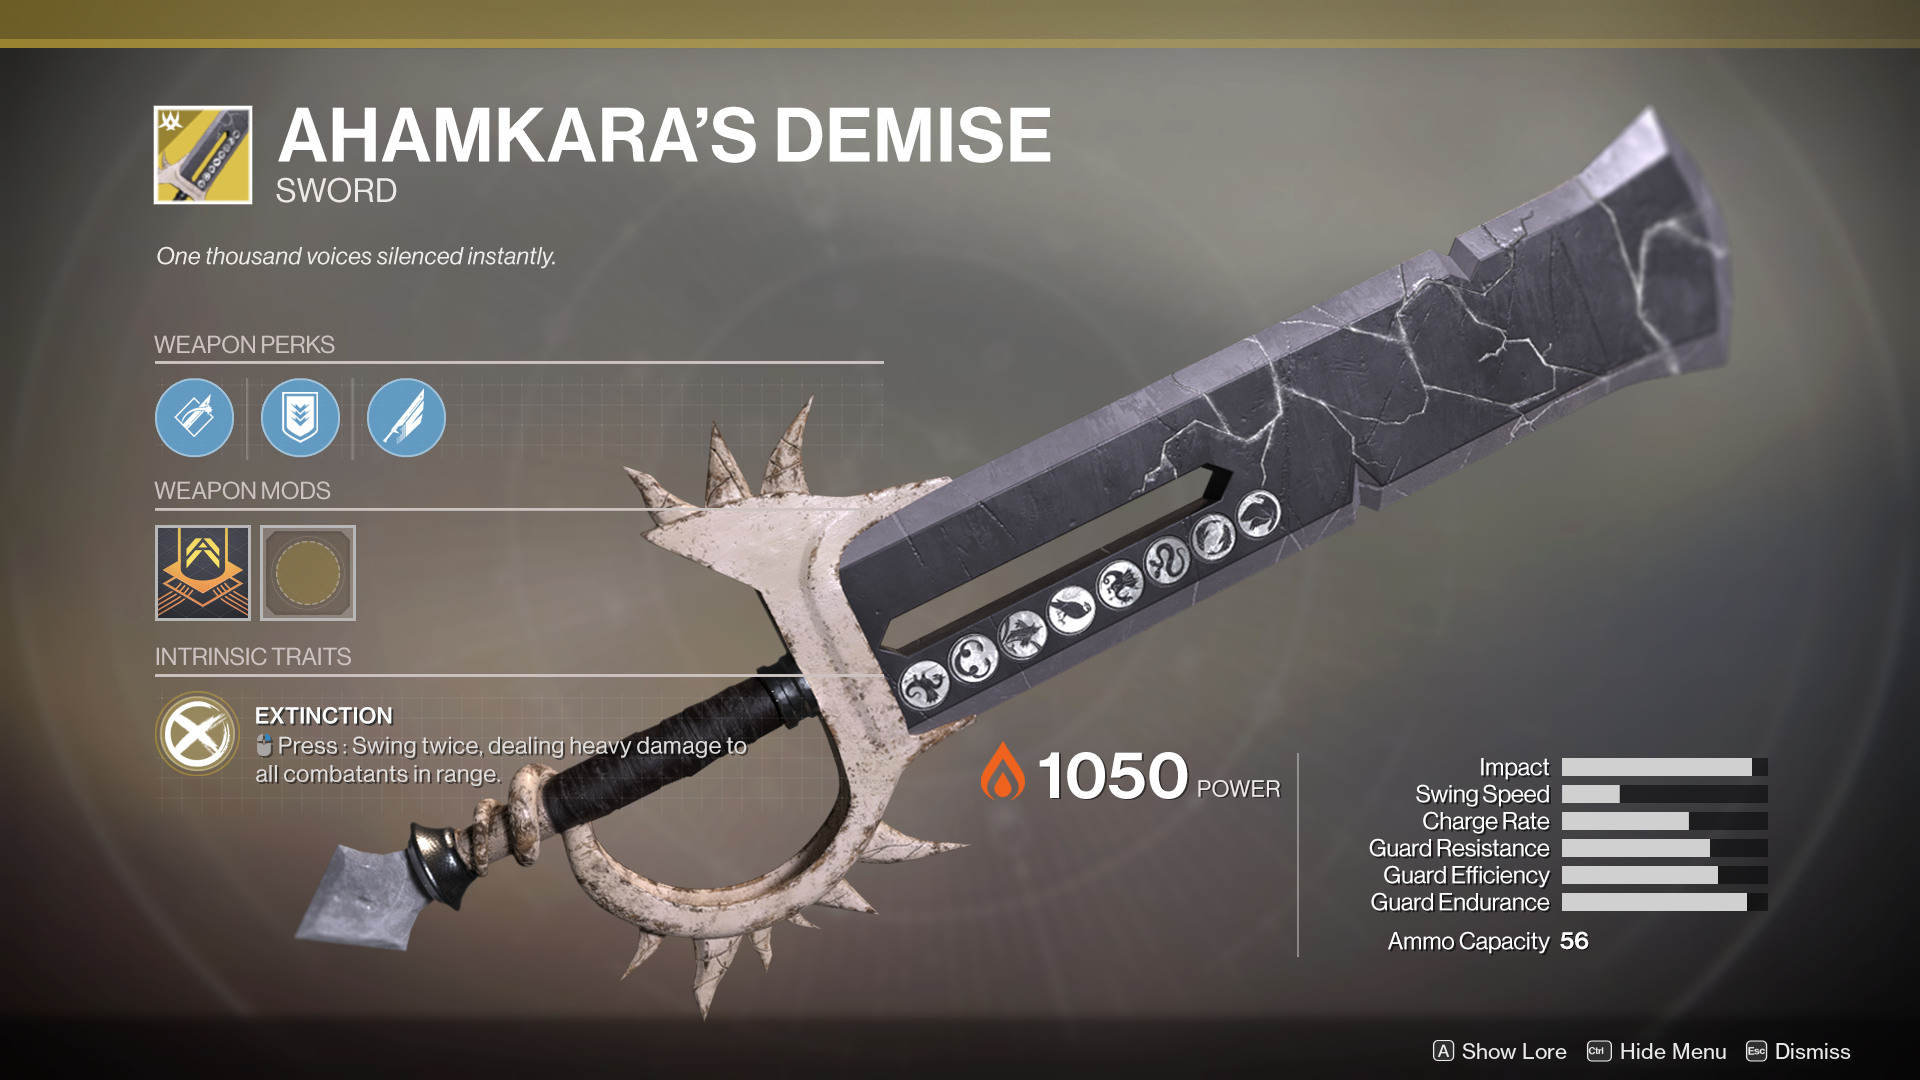 AHAMKARA’S DEMISE
SWORD
One thousand voices silenced instantly.
WEAPON PERKS
WEAPON MODS
INTRINSIC TRAITS
EXTINCTION
Press : Swing twice, dealing heavy damage to
all combatants in range.
1050 POWER
Impact
Swing Speed
Charge Rate
Guard Resistance
Guard Efficiency
Guard Endurance
Ammo Capacity 56
A Show Lore Ctrl Hide Menu Esc Dismiss